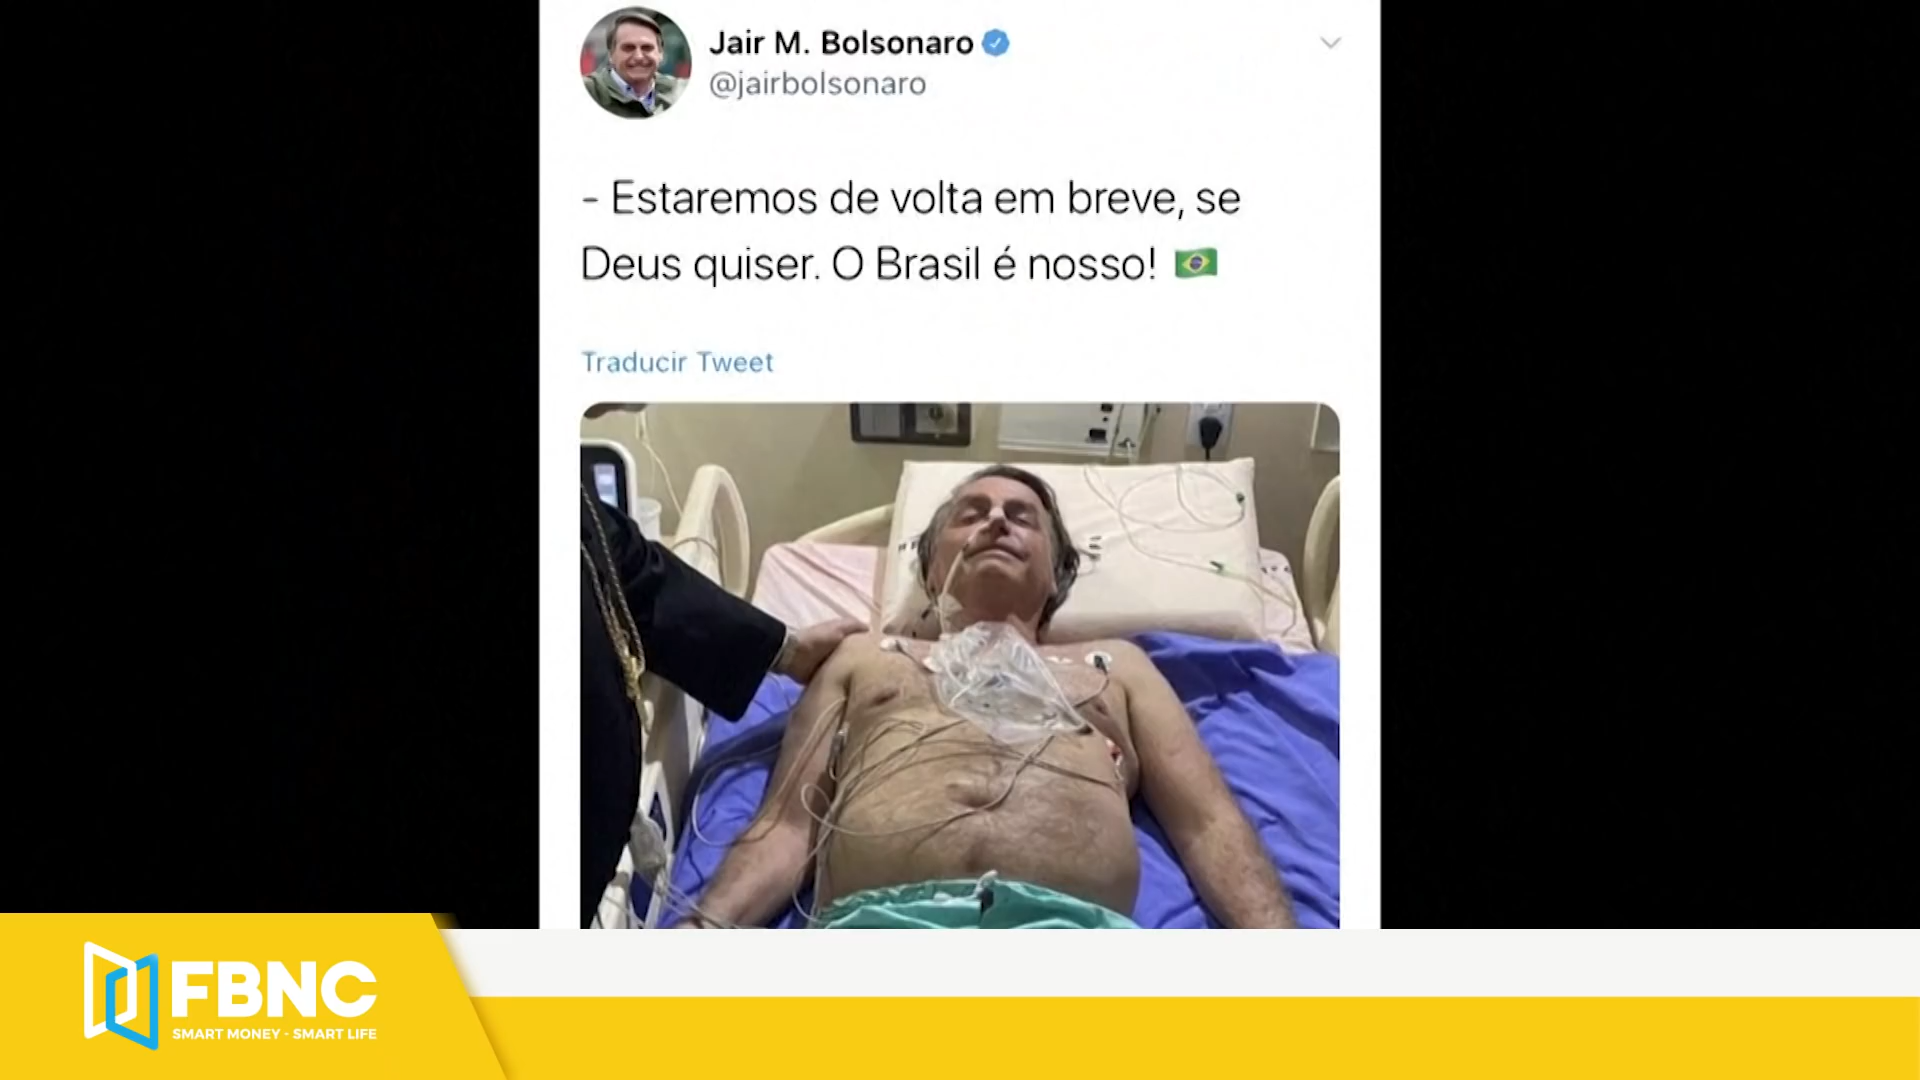 Jair M. Bolsonaro
@jairbolsonaro
- Estaremos de volta em breve, se
Deus quiser. O Brasil é nosso! 🇧🇷
Traducir Tweet
FBNC
SMART MONEY - SMART LIFE